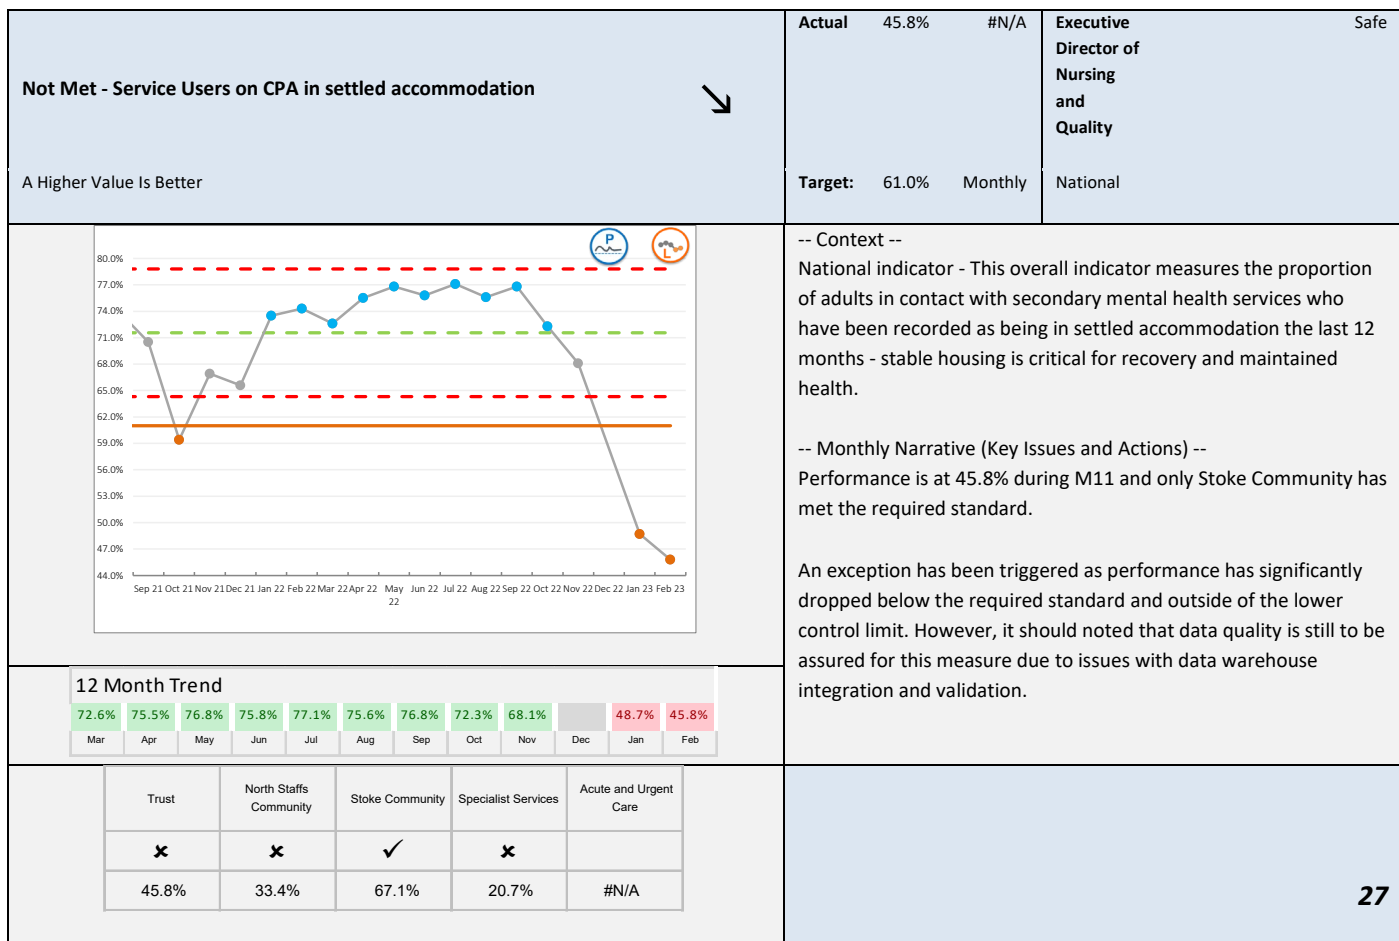 Not Met - Service Users on CPA in settled accommodation
A Higher Value Is Better
Actual 45.8% #N/A
Target: 61.0% Monthly
Executive
Director of
Nursing
and
Quality
Safe
National
P
L
80.0%
77.0%
74.0%
71.0%
68.0%
65.0%
62.0%
59.0%
56.0%
53.0%
50.0%
47.0%
44.0%
Sep 21 Oct 21 Nov 21 Dec 21 Jan 22 Feb 22 Mar 22 Apr 22 May 22 Jun 22 Jul 22 Aug 22 Sep 22 Oct 22 Nov 22 Dec 22 Jan 23 Feb 23
-- Context --
National indicator - This overall indicator measures the proportion
of adults in contact with secondary mental health services who
have been recorded as being in settled accommodation the last 12
months - stable housing is critical for recovery and maintained
health.
-- Monthly Narrative (Key Issues and Actions) --
Performance is at 45.8% during M11 and only Stoke Community has
met the required standard.
An exception has been triggered as performance has significantly
dropped below the required standard and outside of the lower
control limit. However, it should noted that data quality is still to be
assured for this measure due to issues with data warehouse
integration and validation.
12 Month Trend
72.6% 75.5% 76.8% 75.8% 77.1% 75.6% 76.8% 72.3% 68.1% 48.7% 45.8%
Mar Apr May Jun Jul Aug Sep Oct Nov Dec Jan Feb
Trust
North Staffs
Community
Stoke Community
Specialist Services
Acute and Urgent
Care
✖ ✖ ✓ ✖
45.8% 33.4% 67.1% 20.7% #N/A
27